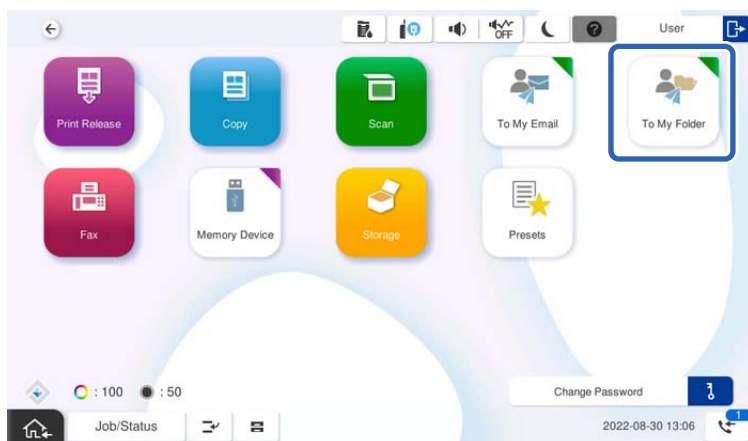 OFF
User
Print Release
Copy
Scan
To My Email
To My Folder
Fax
Memory Device
Storage
Presets
: 100
: 50
Change Password
Job/Status
2022-08-30 13:06
1